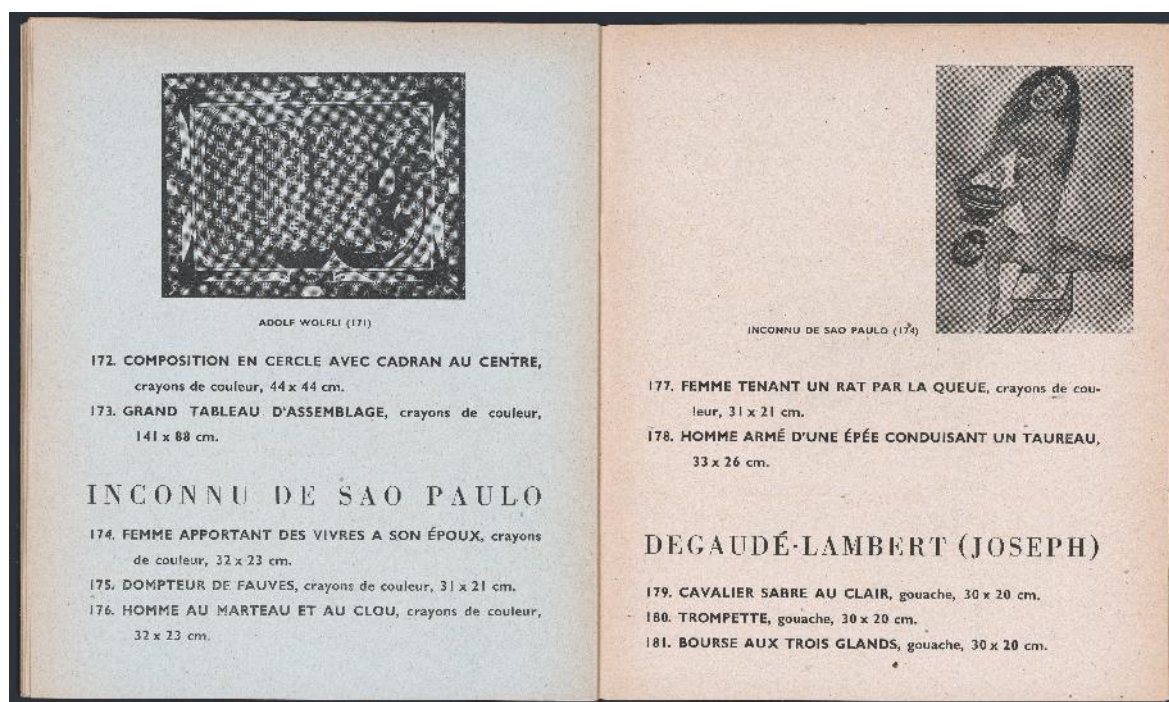 ADOLF WOLFLI (171)
172. COMPOSITION EN CERCLE AVEC CADRAN AU CENTRE,
crayons de couleur, 44 x 44 cm.
173. GRAND TABLEAU D'ASSEMBLAGE, crayons de couleur,
141 x 88 cm.
INCONNU DE SAO PAULO
174. FEMME APPORTANT DES VIVRES A SON ÉPOUX, crayons
de couleur, 32 x 23 cm.
175. DOMPTEUR DE FAUVES, crayons de couleur, 31 x 21 cm.
176. HOMME AU MARTEAU ET AU CLOU, crayons de couleur,
32 x 23 cm.
INCONNU DE SAO PAULO (174)
177. FEMME TENANT UN RAT PAR LA QUEUE, crayons de cou-
leur, 31 x 21 cm.
178. HOMME ARMÉ D'UNE ÉPÉE CONDUISANT UN TAUREAU,
33 x 26 cm.
DEGAUDÉ-LAMBERT (JOSEPH)
179. CAVALIER SABRE AU CLAIR, gouache, 30 x 20 cm.
180. TROMPETTE, gouache, 30 x 20 cm.
181. BOURSE AUX TROIS GLANDS, gouache, 30 x 20 cm.